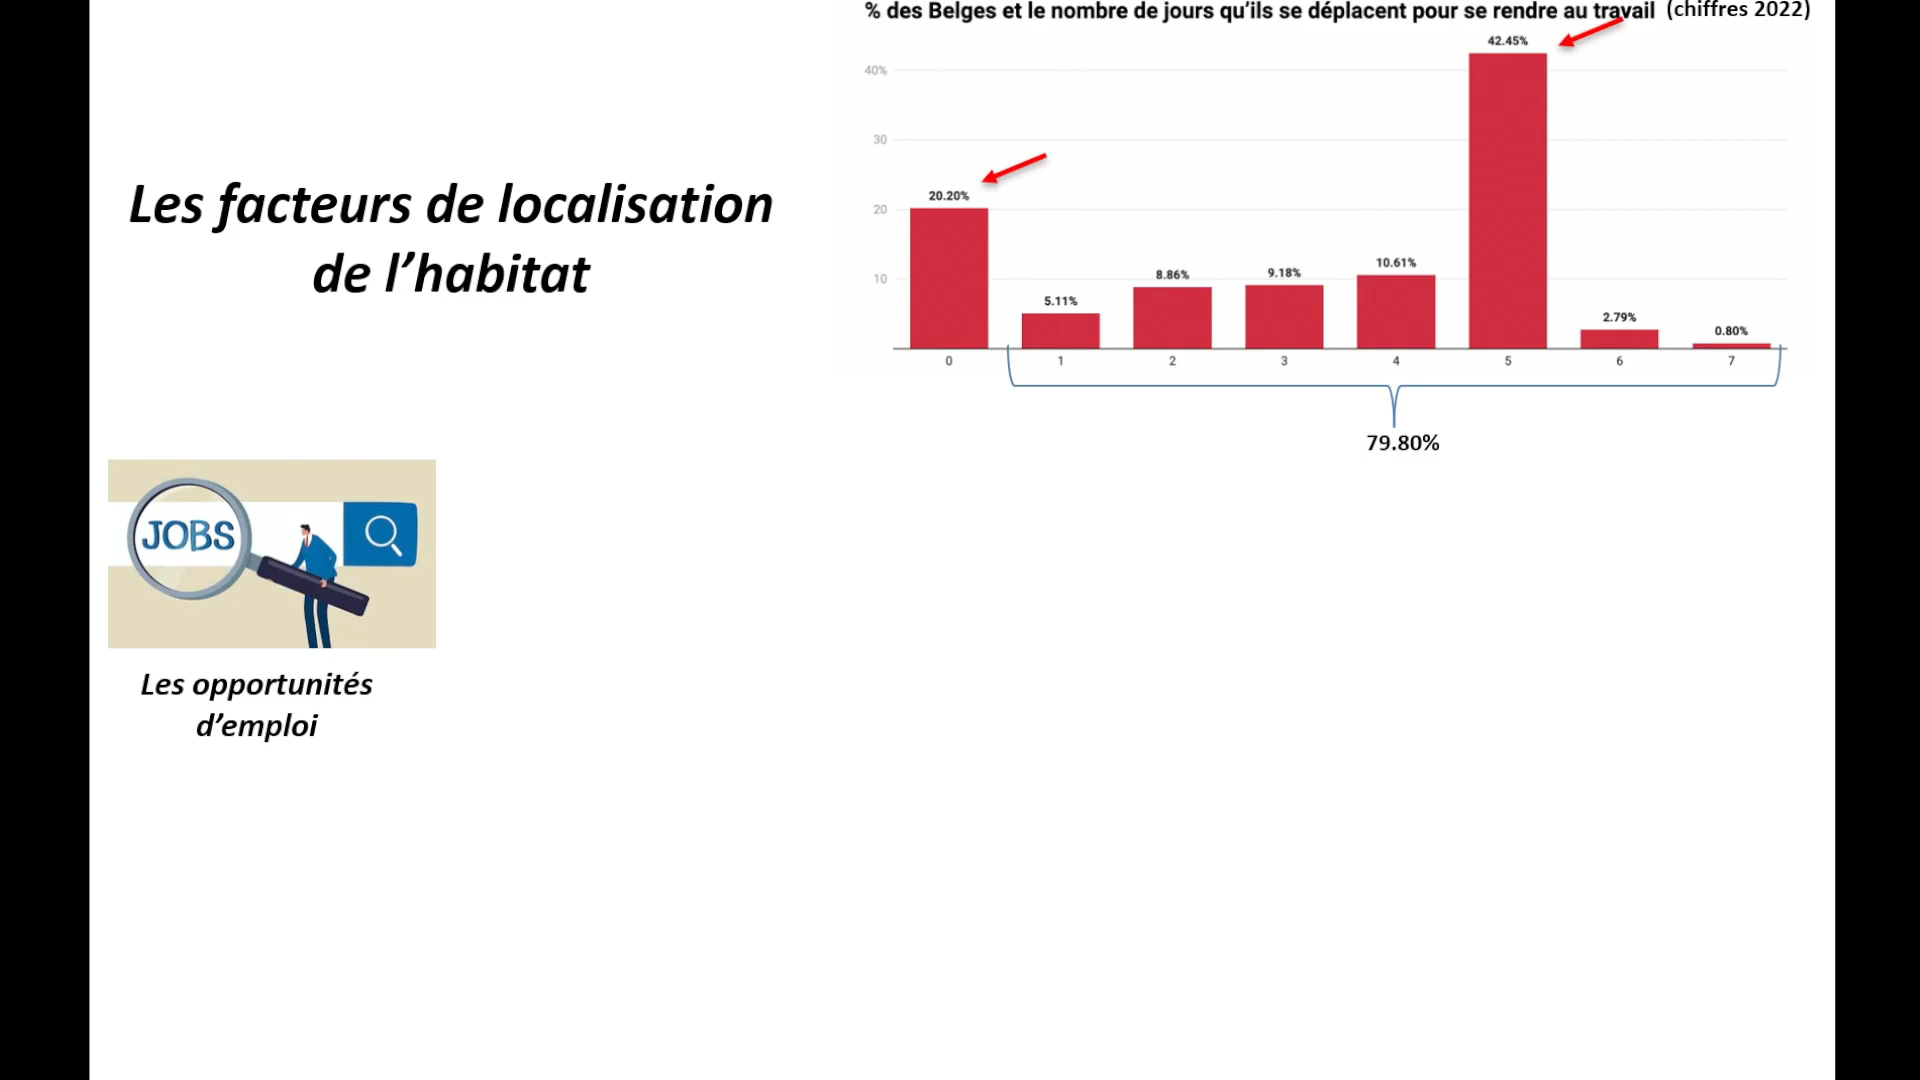 % des Belges et le nombre de jours qu’ils se déplacent pour se rendre au travail (chiffres 2022)
42.45%
40%
30
20.20%
20
10.61%
9.18%
8.86%
10
5.11%
2.79%
0.80%
0 1 2 3 4 5 6 7
79.80%
Les facteurs de localisation
de l’habitat
JOBS
Les opportunités
d’emploi